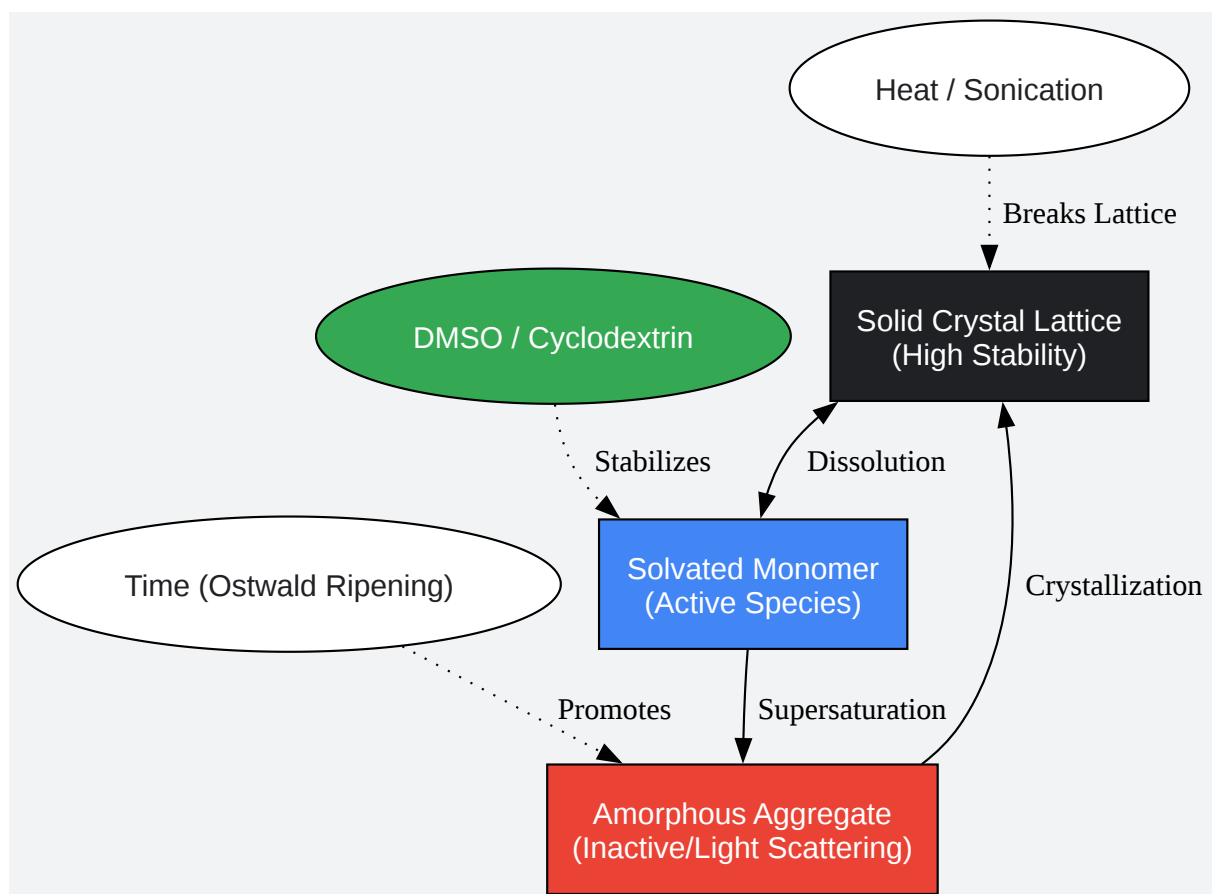 Heat / Sonication
Breaks Lattice
Solid Crystal Lattice
(High Stability)
DMSO / Cyclodextrin
Stabilizes
Dissolution
Solvated Monomer
(Active Species)
Time (Ostwald Ripening)
Crystallization
Promotes
Supersaturation
Amorphous Aggregate
(Inactive/Light Scattering)